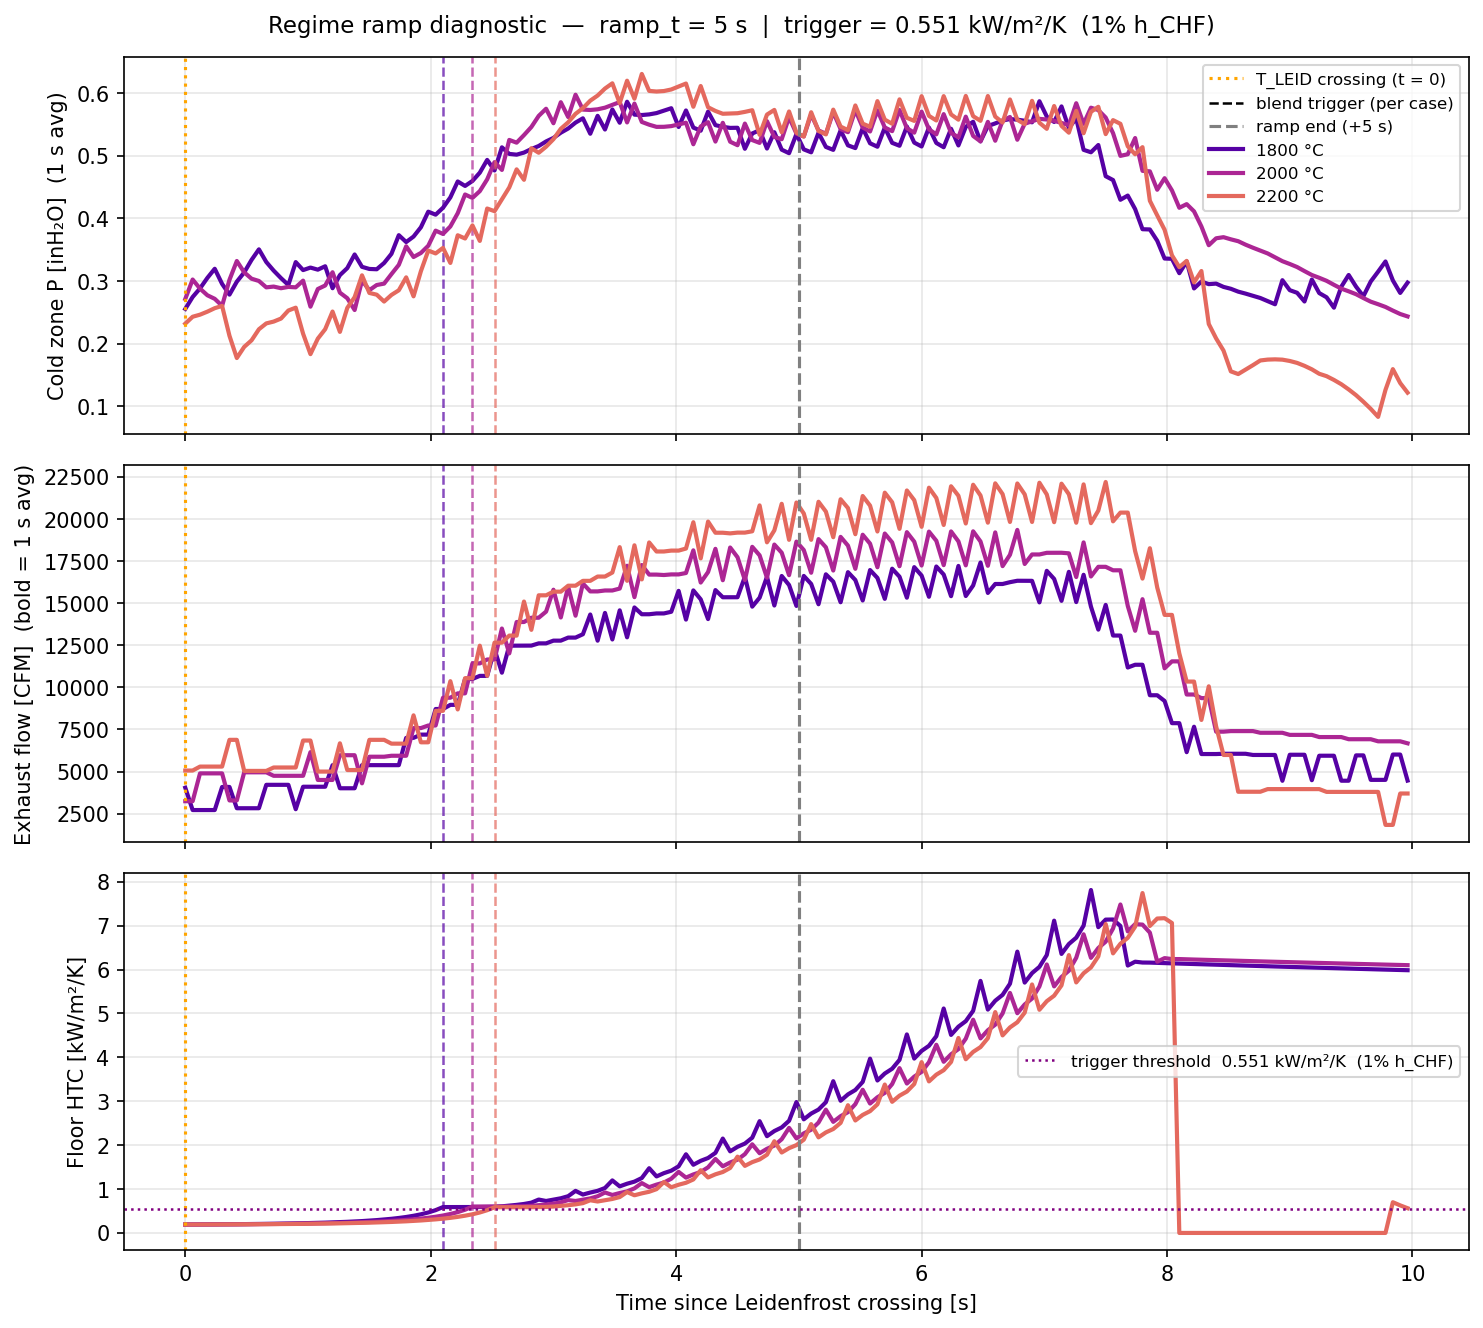 Regime ramp diagnostic — ramp_t = 5 s | trigger = 0.551 kW/m²/K (1% h_CHF)
Cold zone P [inH₂O] (1 s avg)
0.6
0.5
0.4
0.3
0.2
0.1
T_LEID crossing (t = 0)
blend trigger (per case)
ramp end (+5 s)
1800 °C
2000 °C
2200 °C
Exhaust flow [CFM] (bold = 1 s avg)
22500
20000
17500
15000
12500
10000
7500
5000
2500
Floor HTC [kW/m²/K]
8
7
6
5
4
3
2
1
0
trigger threshold 0.551 kW/m²/K (1% h_CHF)
0 2 4 6 8 10
Time since Leidenfrost crossing [s]